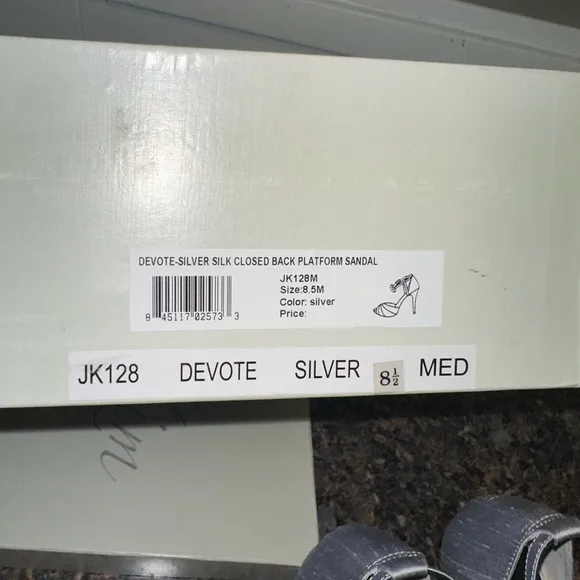 DEVOTE-SILVER SILK CLOSED BACK PLATFORM SANDAL
JK128M
Size:8.5M
Color: silver
Price:
8 45117 02573 3
JK128 DEVOTE SILVER 8½ MED